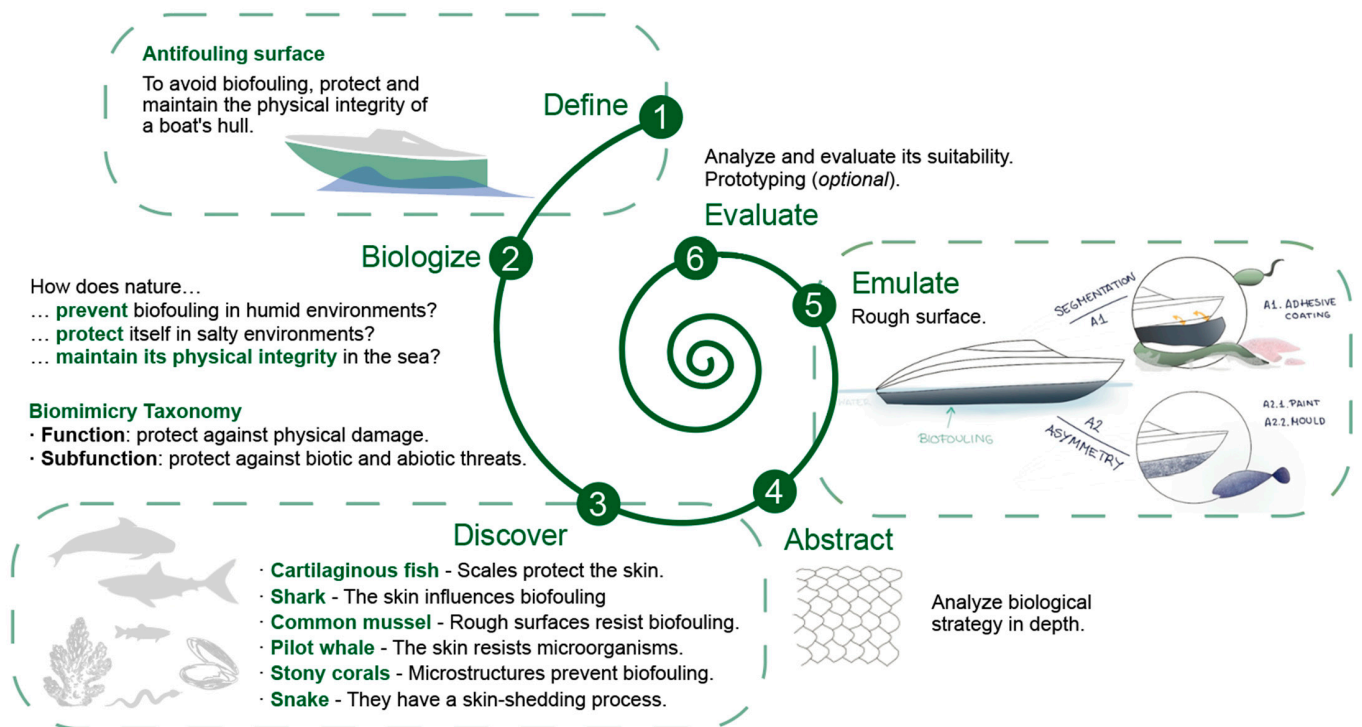 Antifouling surface
To avoid biofouling, protect and
maintain the physical integrity of
a boat's hull.
Define
1
Biologize
2
How does nature…
… prevent biofouling in humid environments?
… protect itself in salty environments?
… maintain its physical integrity in the sea?
Biomimicry Taxonomy
· Function: protect against physical damage.
· Subfunction: protect against biotic and abiotic threats.
3
Discover
· Cartilaginous fish - Scales protect the skin.
· Shark - The skin influences biofouling
· Common mussel - Rough surfaces resist biofouling.
· Pilot whale - The skin resists microorganisms.
· Stony corals - Microstructures prevent biofouling.
· Snake - They have a skin-shedding process.
4
Abstract
Analyze biological
strategy in depth.
5
Emulate
Rough surface.
SEGMENTATION
A1
A1. ADHESIVE
COATING
WATER
BIOFOULING
A2
ASYMMETRY
A2.1. PAINT
A2.2. MOULD
Analyze and evaluate its suitability.
Prototyping (optional).
Evaluate
6